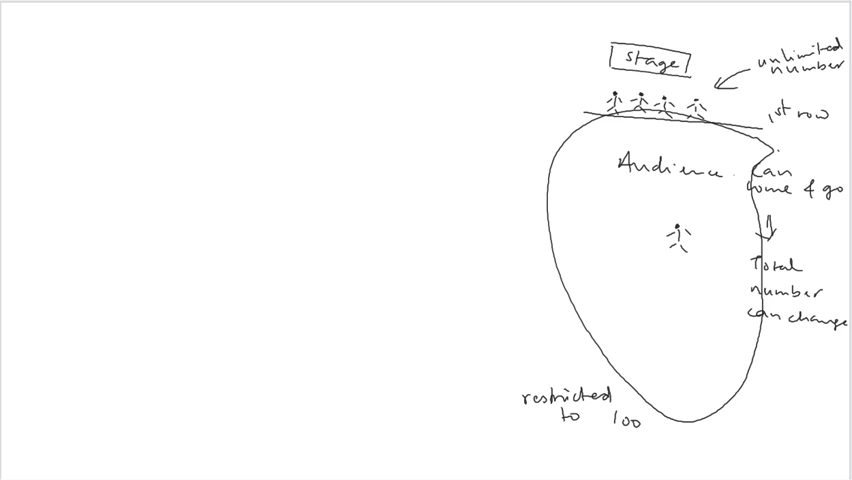 stage
unlimited
number
1st row
Audience. Can
come & go
Total
number
can change
restricted
to 100